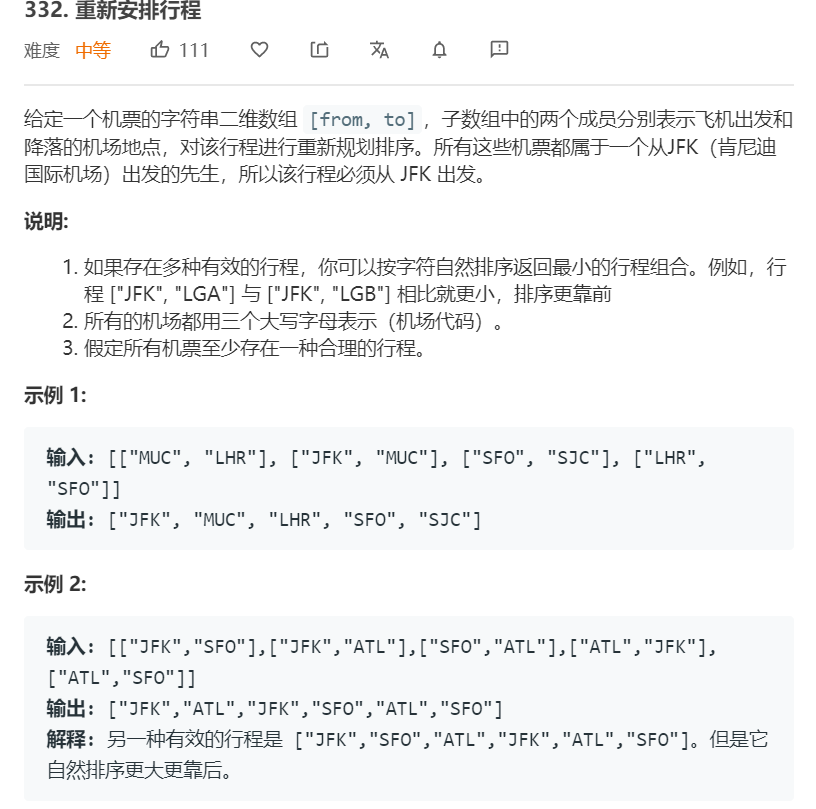 332. 重新安排行程
难度 中等 111
给定一个机票的字符串二维数组 [from, to]，子数组中的两个成员分别表示飞机出发和
降落的机场地点，对该行程进行重新规划排序。所有这些机票都属于一个从JFK（肯尼迪
国际机场）出发的先生，所以该行程必须从 JFK 出发。
说明:
1. 如果存在多种有效的行程，你可以按字符自然排序返回最小的行程组合。例如，行
程 ["JFK", "LGA"] 与 ["JFK", "LGB"] 相比就更小，排序更靠前
2. 所有的机场都用三个大写字母表示（机场代码）。
3. 假定所有机票至少存在一种合理的行程。
示例 1:
输入: [["MUC", "LHR"], ["JFK", "MUC"], ["SFO", "SJC"], ["LHR",
"SFO"]]
输出: ["JFK", "MUC", "LHR", "SFO", "SJC"]
示例 2:
输入: [["JFK","SFO"],["JFK","ATL"],["SFO","ATL"],["ATL","JFK"],
["ATL","SFO"]]
输出: ["JFK","ATL","JFK","SFO","ATL","SFO"]
解释: 另一种有效的行程是 ["JFK","SFO","ATL","JFK","ATL","SFO"]。但是它
自然排序更大更靠后。